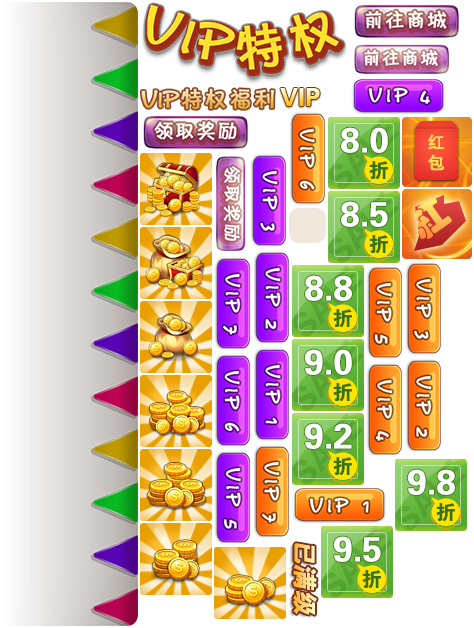 VIP特权
前往商城
前往商城
VIP 4
VIP特权福利 VIP
领取奖励
领取奖励
VIP 3
VIP 6
8.0折
红包
8.5折
红
VIP 7
VIP 2
8.8折
VIP 5
VIP 3
VIP 6
VIP 1
9.0折
VIP 4
VIP 2
9.2折
VIP 5
VIP 7
VIP 1
9.8折
已满级
9.5折